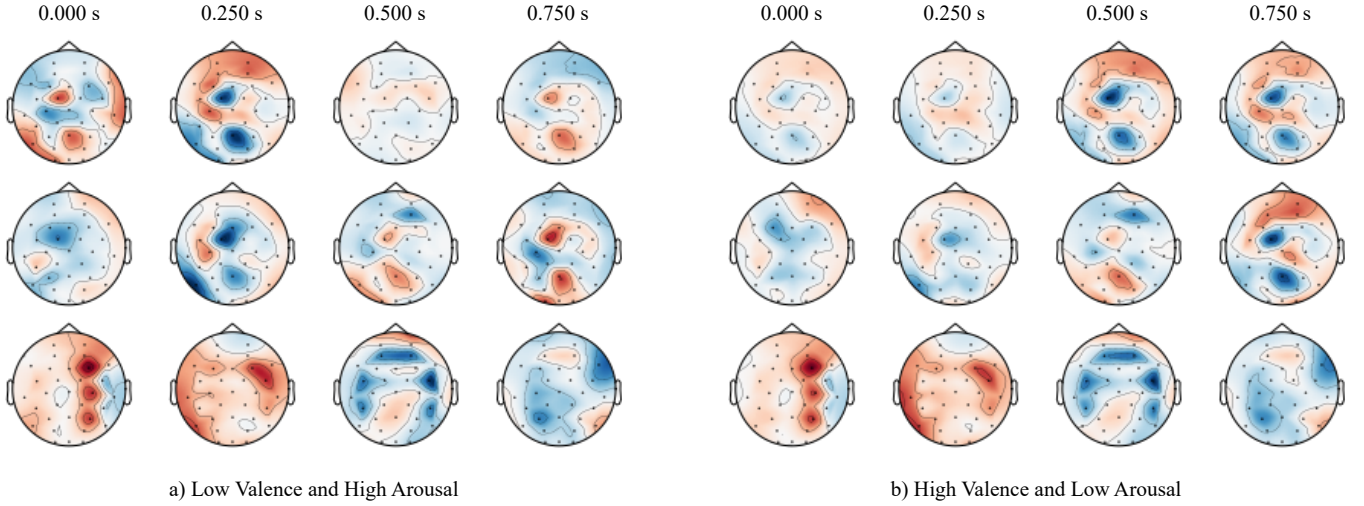 0.000 s 0.250 s 0.500 s 0.750 s 0.000 s 0.250 s 0.500 s 0.750 s
a) Low Valence and High Arousal b) High Valence and Low Arousal